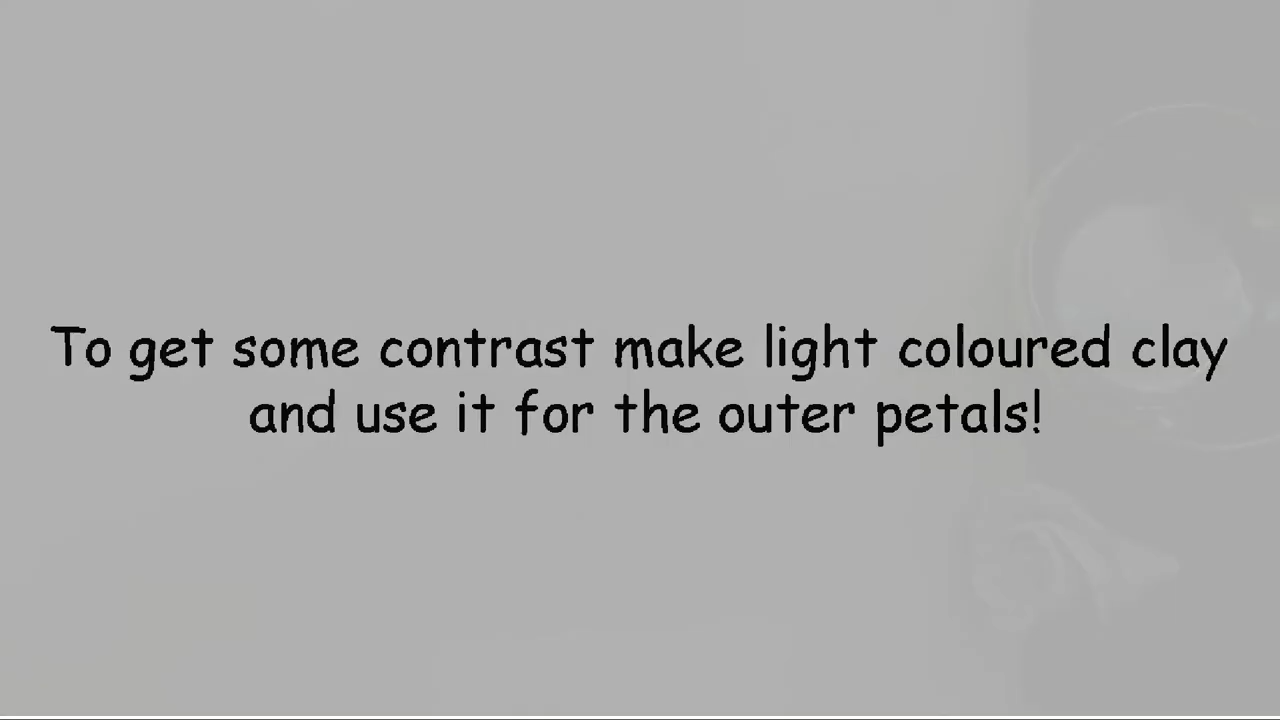 To get some contrast make light coloured clay
and use it for the outer petals!